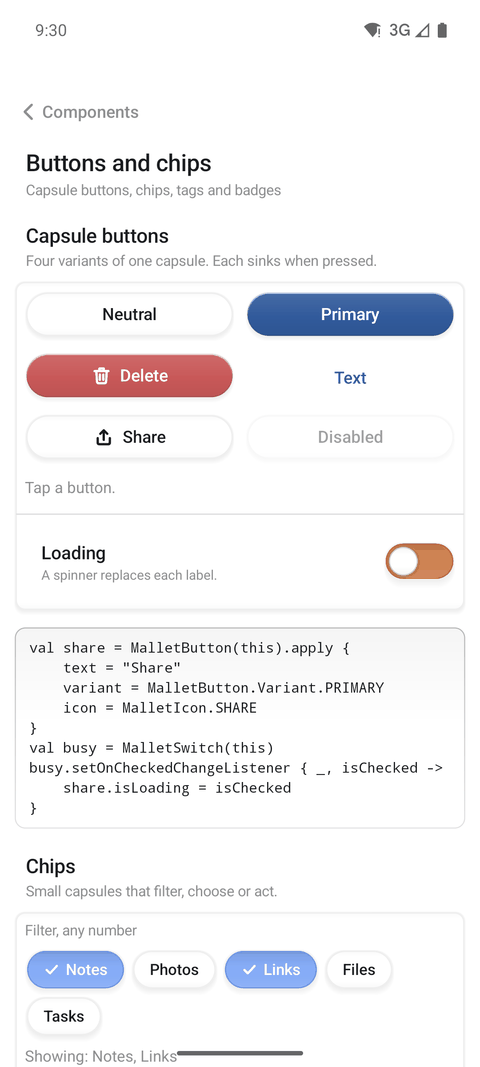 9:30
3G
Components
Buttons and chips
Capsule buttons, chips, tags and badges
Capsule buttons
Four variants of one capsule. Each sinks when pressed.
Neutral
Primary
Delete
Text
Share
Disabled
Tap a button.
Loading
A spinner replaces each label.
val share = MalletButton(this).apply {
    text = "Share"
    variant = MalletButton.Variant.PRIMARY
    icon = MalletIcon.SHARE
}
val busy = MalletSwitch(this)
busy.setOnCheckedChangeListener { _, isChecked ->
    share.isLoading = isChecked
}
Chips
Small capsules that filter, choose or act.
Filter, any number
Notes
Photos
Links
Files
Tasks
Showing: Notes, Links